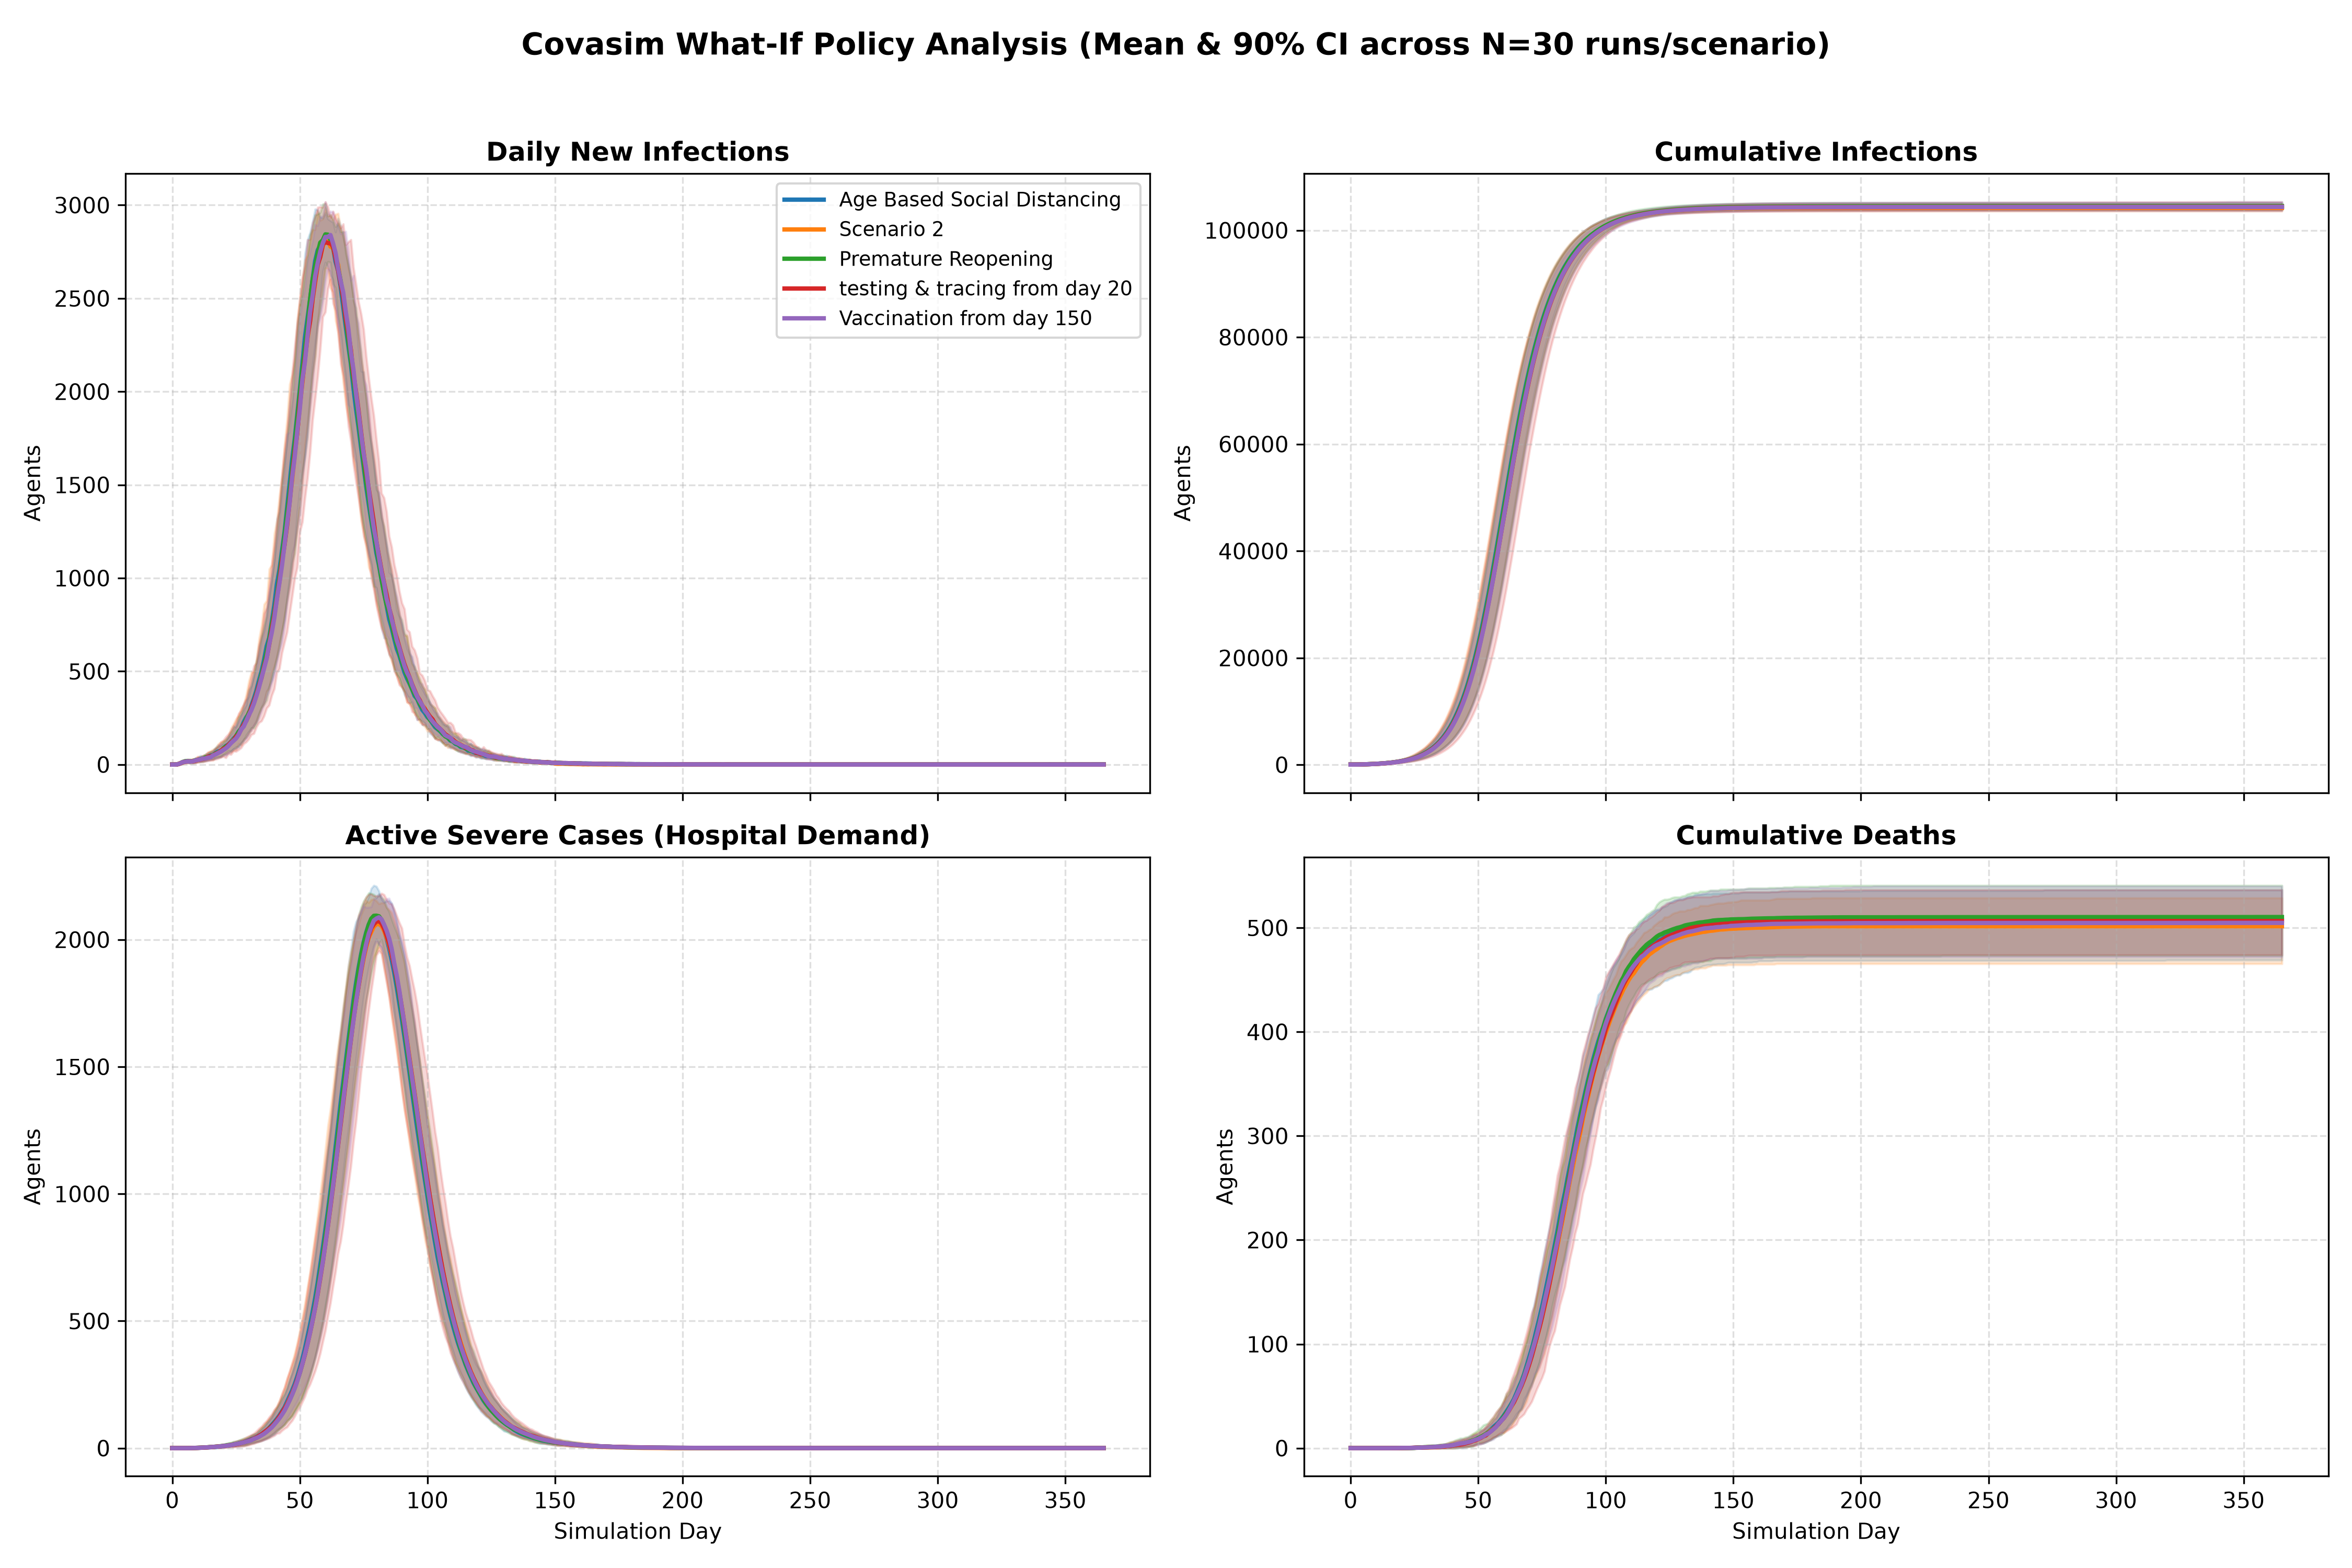 Covasim What-If Policy Analysis (Mean & 90% CI across N=30 runs/scenario)
Daily New Infections
Agents
3000
2500
2000
1500
1000
500
0
Age Based Social Distancing
Scenario 2
Premature Reopening
testing & tracing from day 20
Vaccination from day 150
Cumulative Infections
Agents
100000
80000
60000
40000
20000
0
Active Severe Cases (Hospital Demand)
Agents
2000
1500
1000
500
0
0 50 100 150 200 250 300 350
Simulation Day
Cumulative Deaths
Agents
500
400
300
200
100
0
0 50 100 150 200 250 300 350
Simulation Day